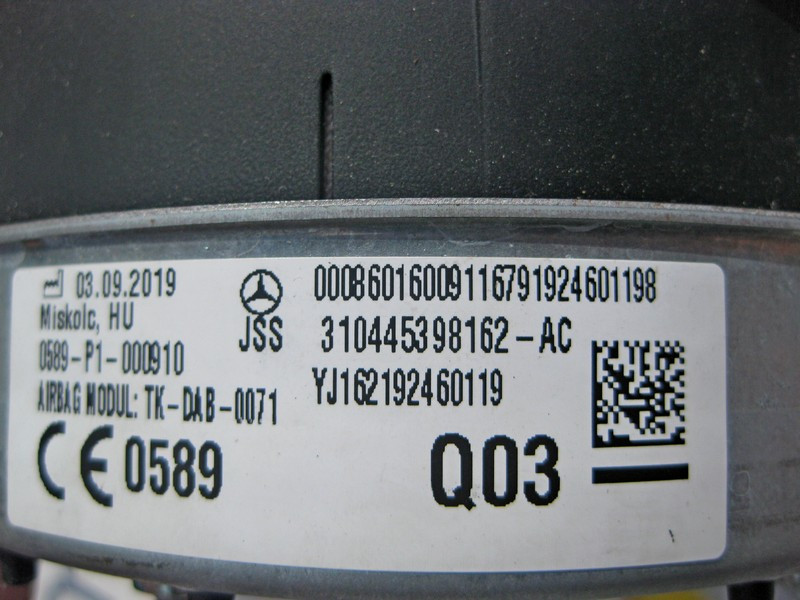 03.09.2019
Miskolc, HU
0589-P1-000910
AIRBAG MODUL: TK-DAB-0071
CE 0589
JSS
00086016009116791924601198
310445398162-AC
YJ162192460119
Q03